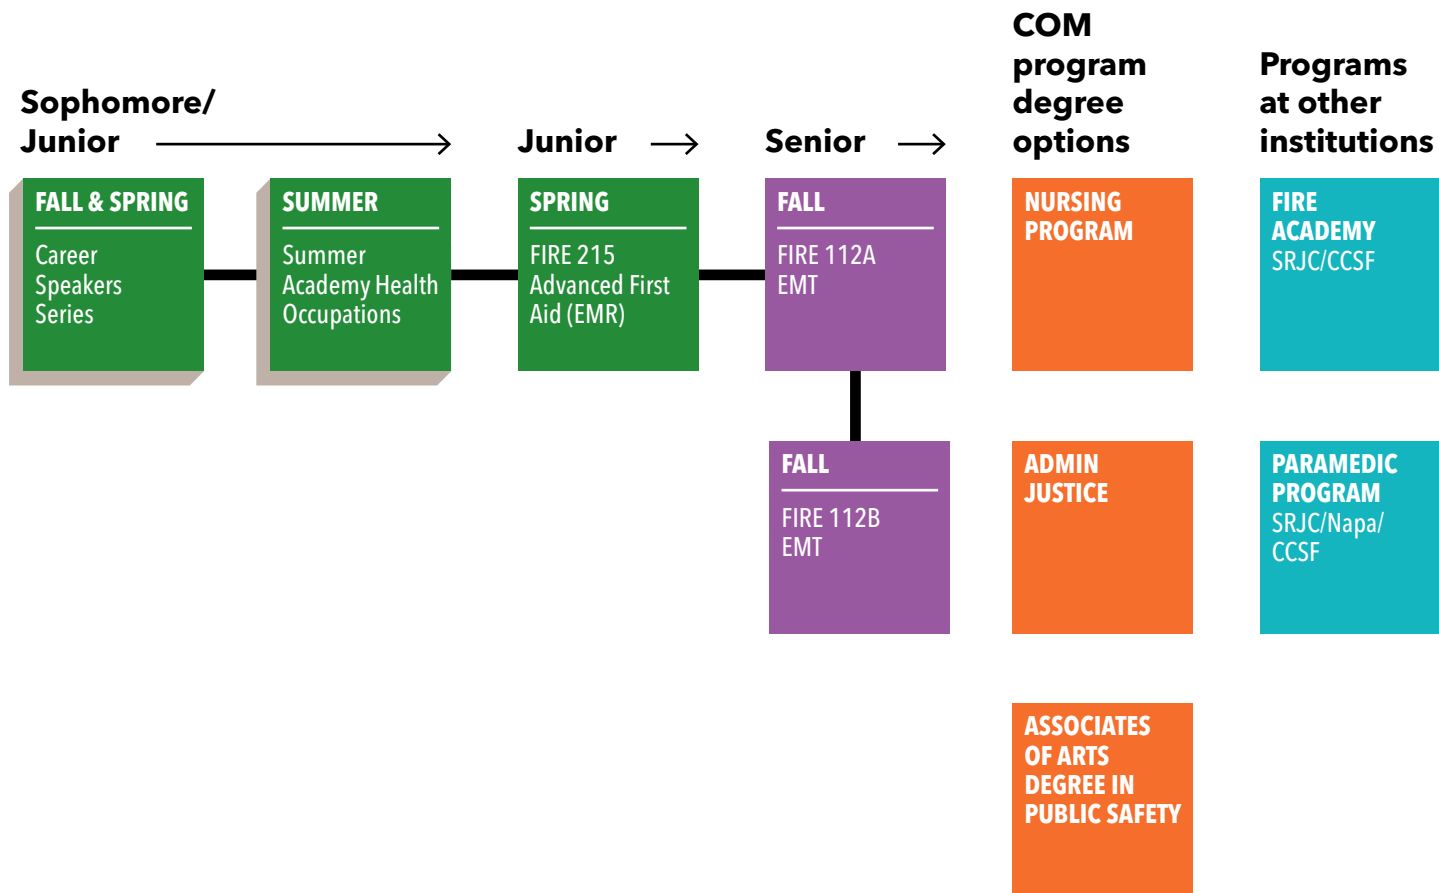 Sophomore/
Junior
FALL & SPRING
Career
Speakers
Series
SUMMER
Summer
Academy Health
Occupations
Junior
SPRING
FIRE 215
Advanced First
Aid (EMR)
Senior
FALL
FIRE 112A
EMT
FALL
FIRE 112B
EMT
COM
program
degree
options
NURSING
PROGRAM
ADMIN
JUSTICE
ASSOCIATES
OF ARTS
DEGREE IN
PUBLIC SAFETY
Programs
at other
institutions
FIRE
ACADEMY
SRJC/CCSF
PARAMEDIC
PROGRAM
SRJC/Napa/
CCSF